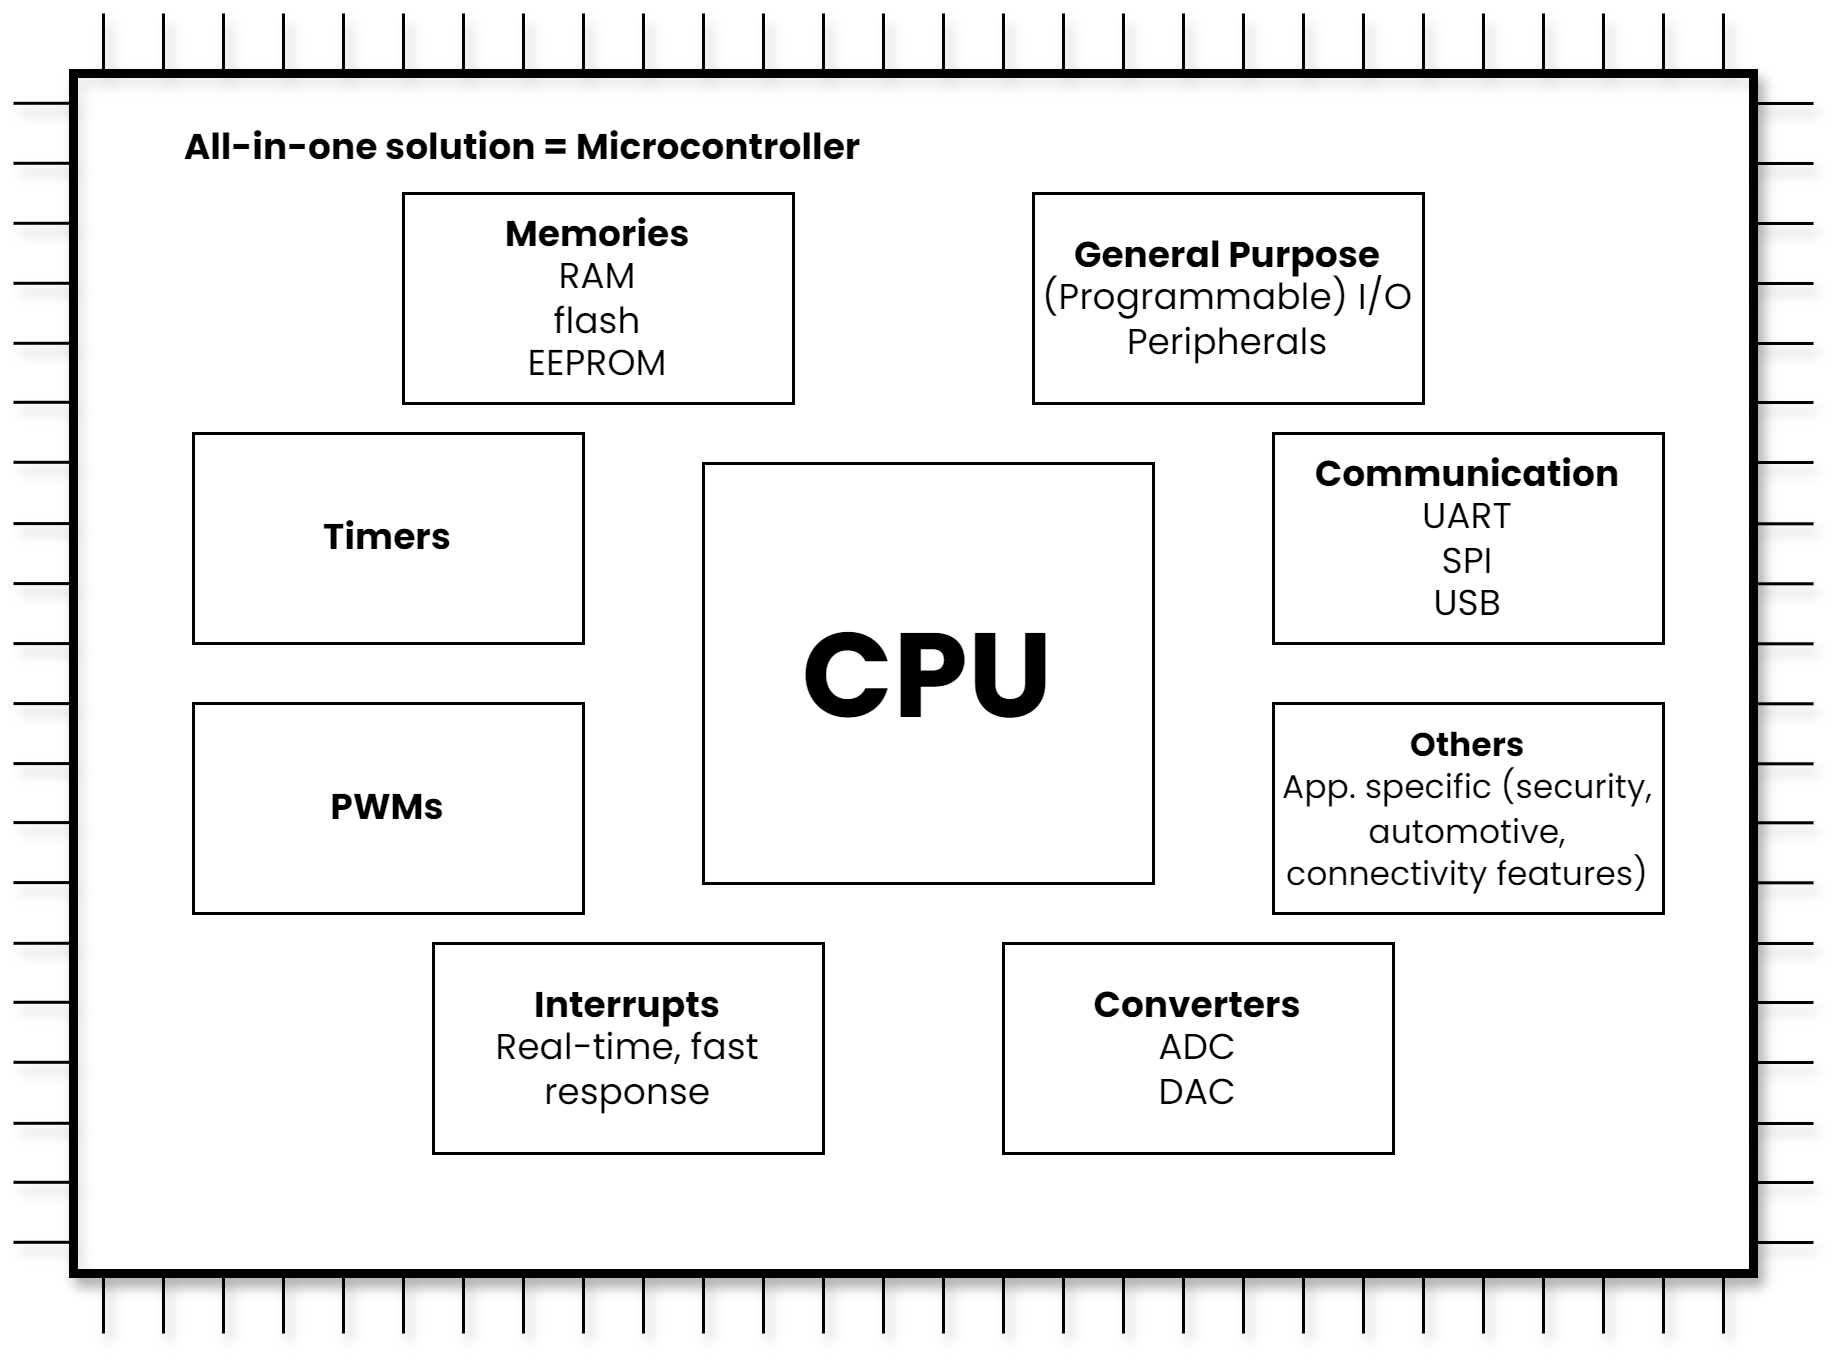 All-in-one solution = Microcontroller
Memories
RAM
flash
EEPROM
General Purpose
(Programmable) I/O
Peripherals
Timers
CPU
Communication
UART
SPI
USB
PWMs
Others
App. specific (security,
automotive,
connectivity features)
Interrupts
Real-time, fast
response
Converters
ADC
DAC